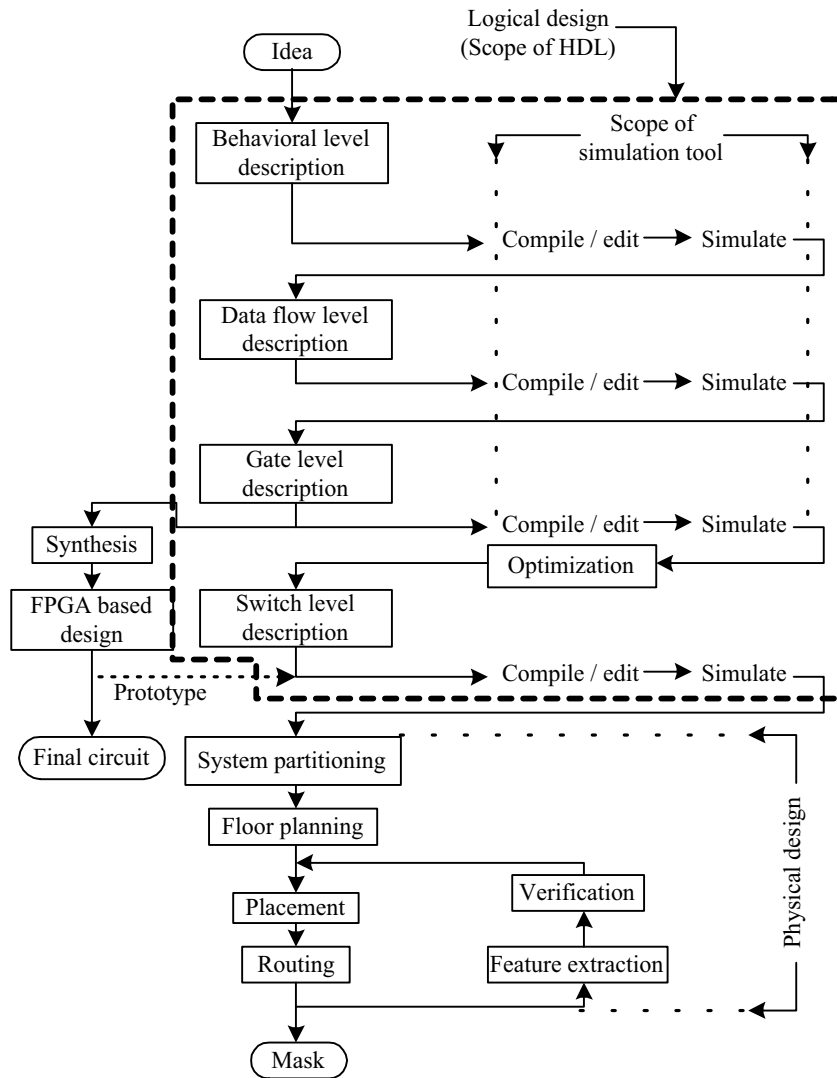 Logical design
(Scope of HDL)
Idea
Scope of
simulation tool
Behavioral level
description
Compile / edit
Simulate
Data flow level
description
Compile / edit
Simulate
Gate level
description
Compile / edit
Simulate
Synthesis
Optimization
FPGA based
design
Switch level
description
Prototype
Compile / edit
Simulate
Final circuit
System partitioning
Floor planning
Physical design
Verification
Placement
Routing
Feature extraction
Mask